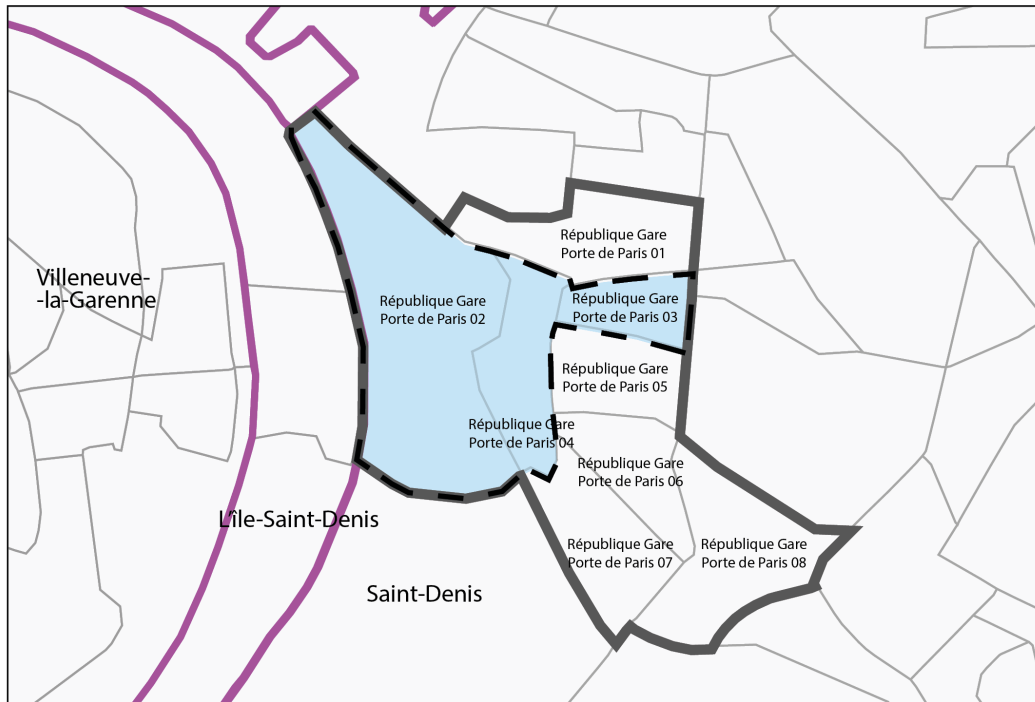 République Gare
Porte de Paris 01
Villeneuve-
-la-Garenne
République Gare
Porte de Paris 02
République Gare
Porte de Paris 03
République Gare
Porte de Paris 05
République Gare
Porte de Paris 04
République Gare
Porte de Paris 06
L'île-Saint-Denis
République Gare
Porte de Paris 07
République Gare
Porte de Paris 08
Saint-Denis